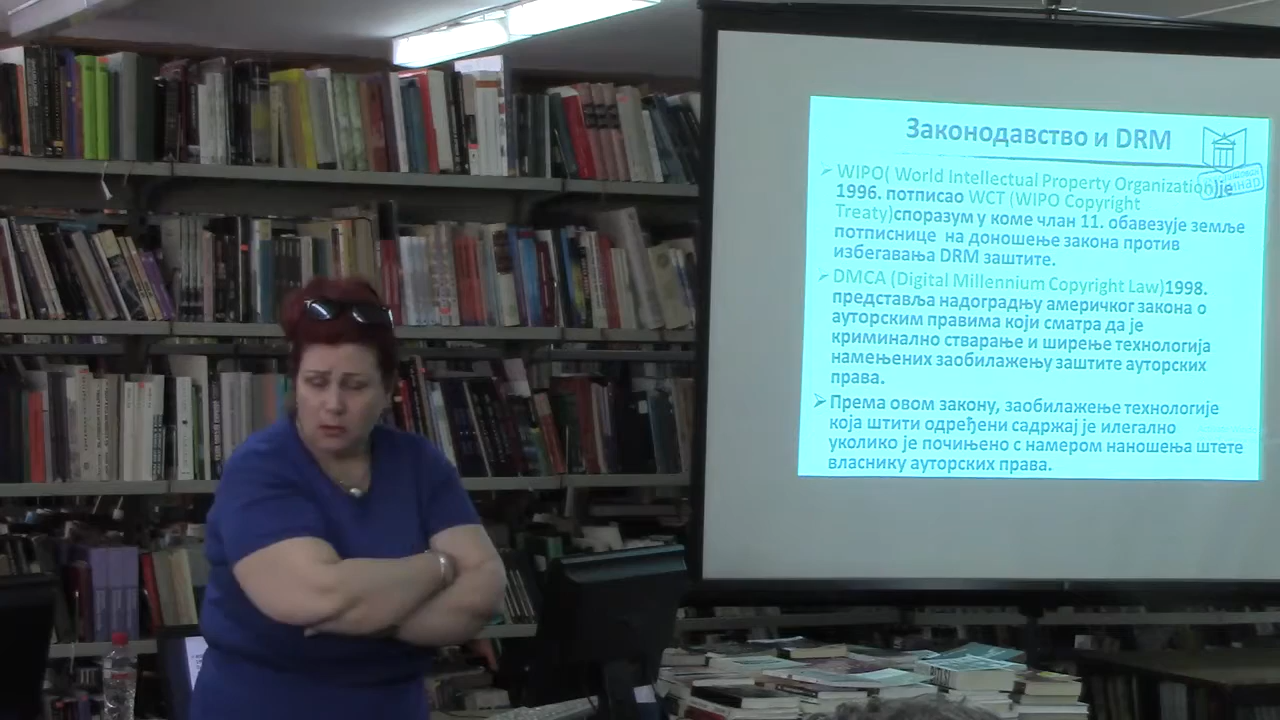 Законодавство и DRM
WIPO( World Intellectual Property Organization)је
1996. потписао WCT (WIPO Copyright
Treaty)споразум у коме члан 11. обавезује земље
потписнице на доношење закона против
избегавања DRM заштите.
DMCA (Digital Millennium Copyright Law)1998.
представља надоградњу америчког закона о
ауторским правима који сматра да је
криминално стварање и ширење технологија
намењених заобилажењу заштите ауторских
права.
Према овом закону, заобилажење технологије
која штити одређени садржај је илегално
уколико је почињено с намером наношења штете
власнику ауторских права.